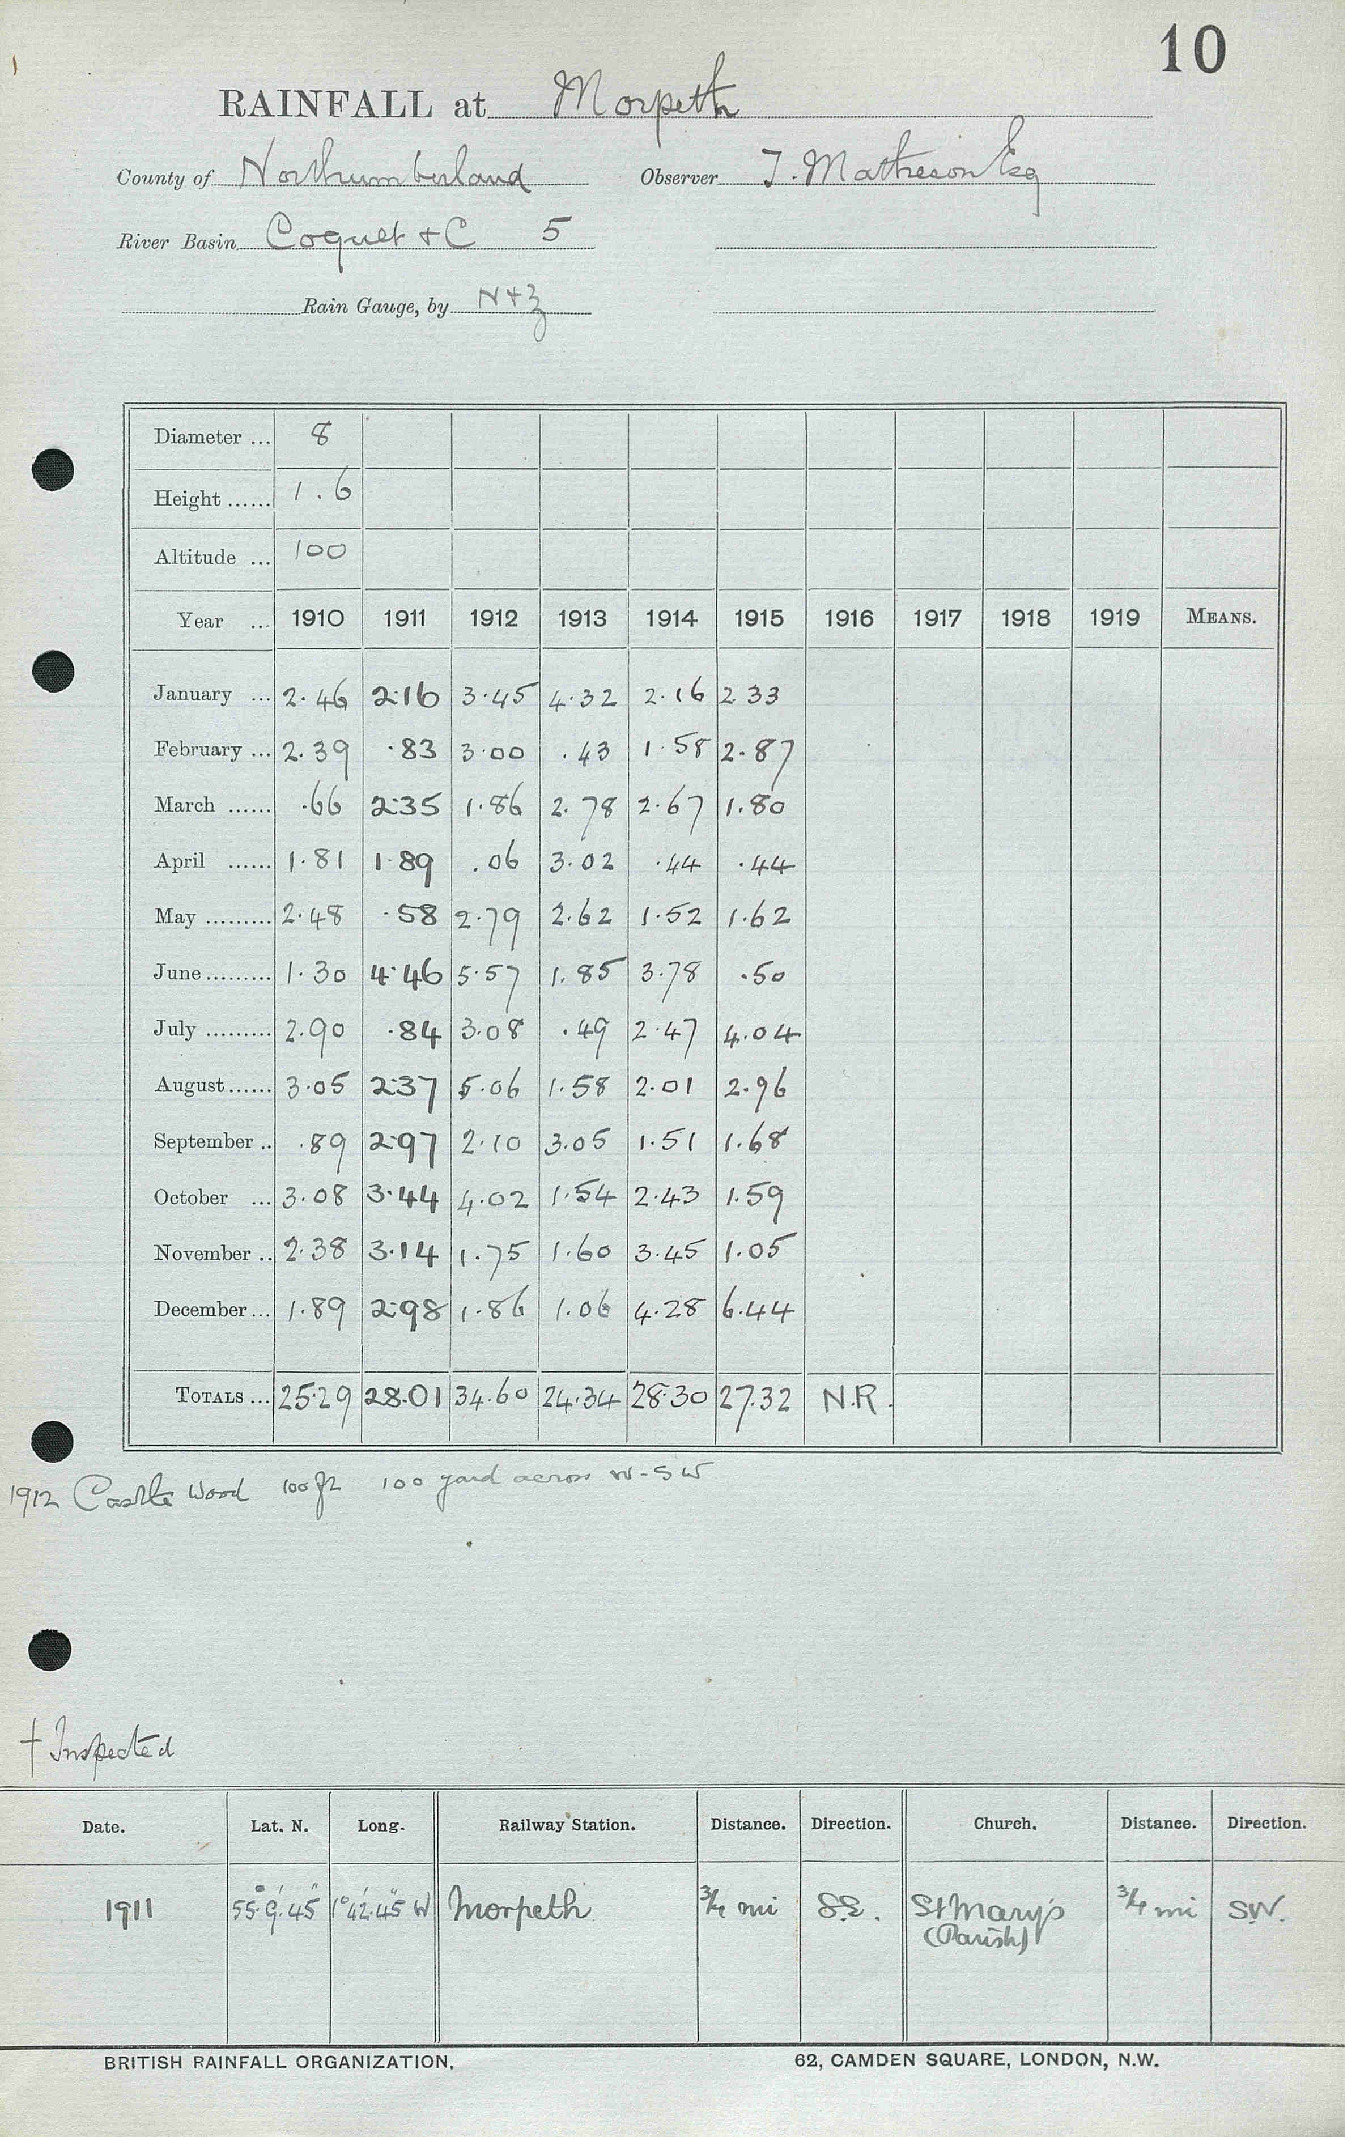 10
RAINFALL at Morpeth
County of Northumberland Observer J. Matheson Esq
River Basin Coquet + C 5
Rain Gauge, by N+Z
Diameter ... 8
Height ...... 1.6
Altitude ... 100
Year ... 1910 1911 1912 1913 1914 1915 1916 1917 1918 1919 MEANS.
January ... 2.46 2.16 3.45 4.32 2.16 2 33
February ... 2.39 .83 3.00 .43 1.58 2.87
March ...... .66 2.35 1.86 2.78 2.67 1.80
April ...... 1.81 1.89 .06 3.02 .44 .44
May ......... 2.48 .58 2.79 2.62 1.52 1.62
June ......... 1.30 4.46 5.57 1.85 3.78 .50
July ......... 2.90 .84 3.08 .49 2.47 4.04
August ...... 3.05 2.37 5.06 1.58 2.01 2.96
September .. .89 2.97 2.10 3.05 1.51 1.68
October ... 3.08 3.44 4.02 1.54 2.43 1.59
November .. 2.38 3.14 1.75 1.60 3.45 1.05
December ... 1.89 2.98 1.86 1.06 4.28 6.44
TOTALS ... 25.29 28.01 34.60 24.34 28.30 27.32 N.R.
1912 Castle Wood 100 ft 100 yard across W-SW
† Inspected
Date. Lat. N. Long. Railway Station. Distance. Direction. Church. Distance. Direction.
1911 55° 9' 45" 1° 42' 45" W Morpeth 3/4 mi S.E. St Mary's 3/4 mi S.W.
(Parish)
BRITISH RAINFALL ORGANIZATION. 62, CAMDEN SQUARE, LONDON, N.W.